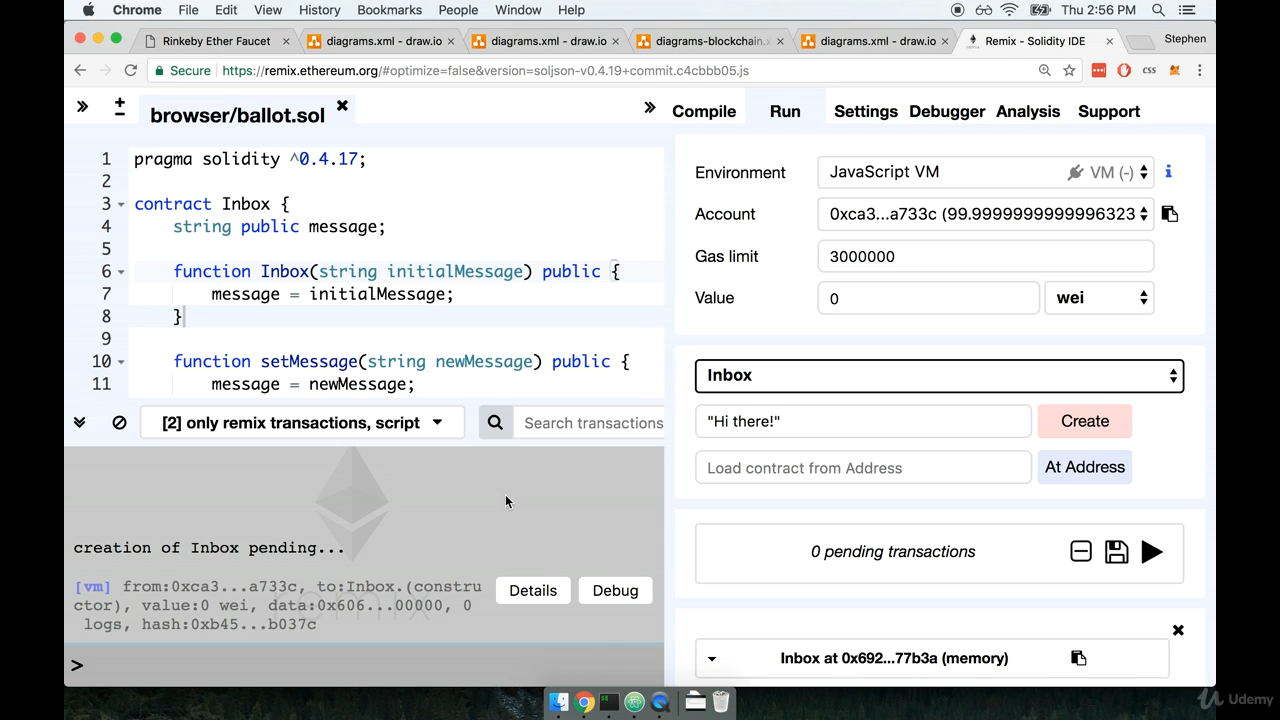 Chrome File Edit View History Bookmarks People Window Help Thu 2:56 PM
Rinkeby Ether Faucet
diagrams.xml - draw.io
diagrams.xml - draw.io
diagrams-blockchain.x
diagrams.xml - draw.io
Remix - Solidity IDE
Stephen
Secure https://remix.ethereum.org/#optimize=false&version=soljson-v0.4.19+commit.c4cbbb05.js
css
browser/ballot.sol
Compile Run Settings Debugger Analysis Support
1 pragma solidity ^0.4.17;
2
3 contract Inbox {
4 string public message;
5
6 function Inbox(string initialMessage) public {
7 message = initialMessage;
8 }
9
10 function setMessage(string newMessage) public {
11 message = newMessage;
[2] only remix transactions, script
Search transactions
creation of Inbox pending...
[vm] from:0xca3...a733c, to:Inbox.(constru
ctor), value:0 wei, data:0x606...00000, 0
logs, hash:0xb45...b037c
Details Debug
>
Environment JavaScript VM VM (-) i
Account 0xca3...a733c (99.9999999999996323
Gas limit 3000000
Value 0 wei
Inbox
"Hi there!" Create
Load contract from Address At Address
0 pending transactions
Inbox at 0x692...77b3a (memory)
Udemy